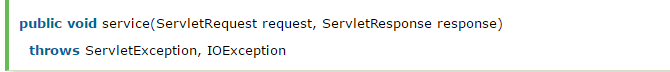 public void service(ServletRequest request, ServletResponse response)
throws ServletException, IOException